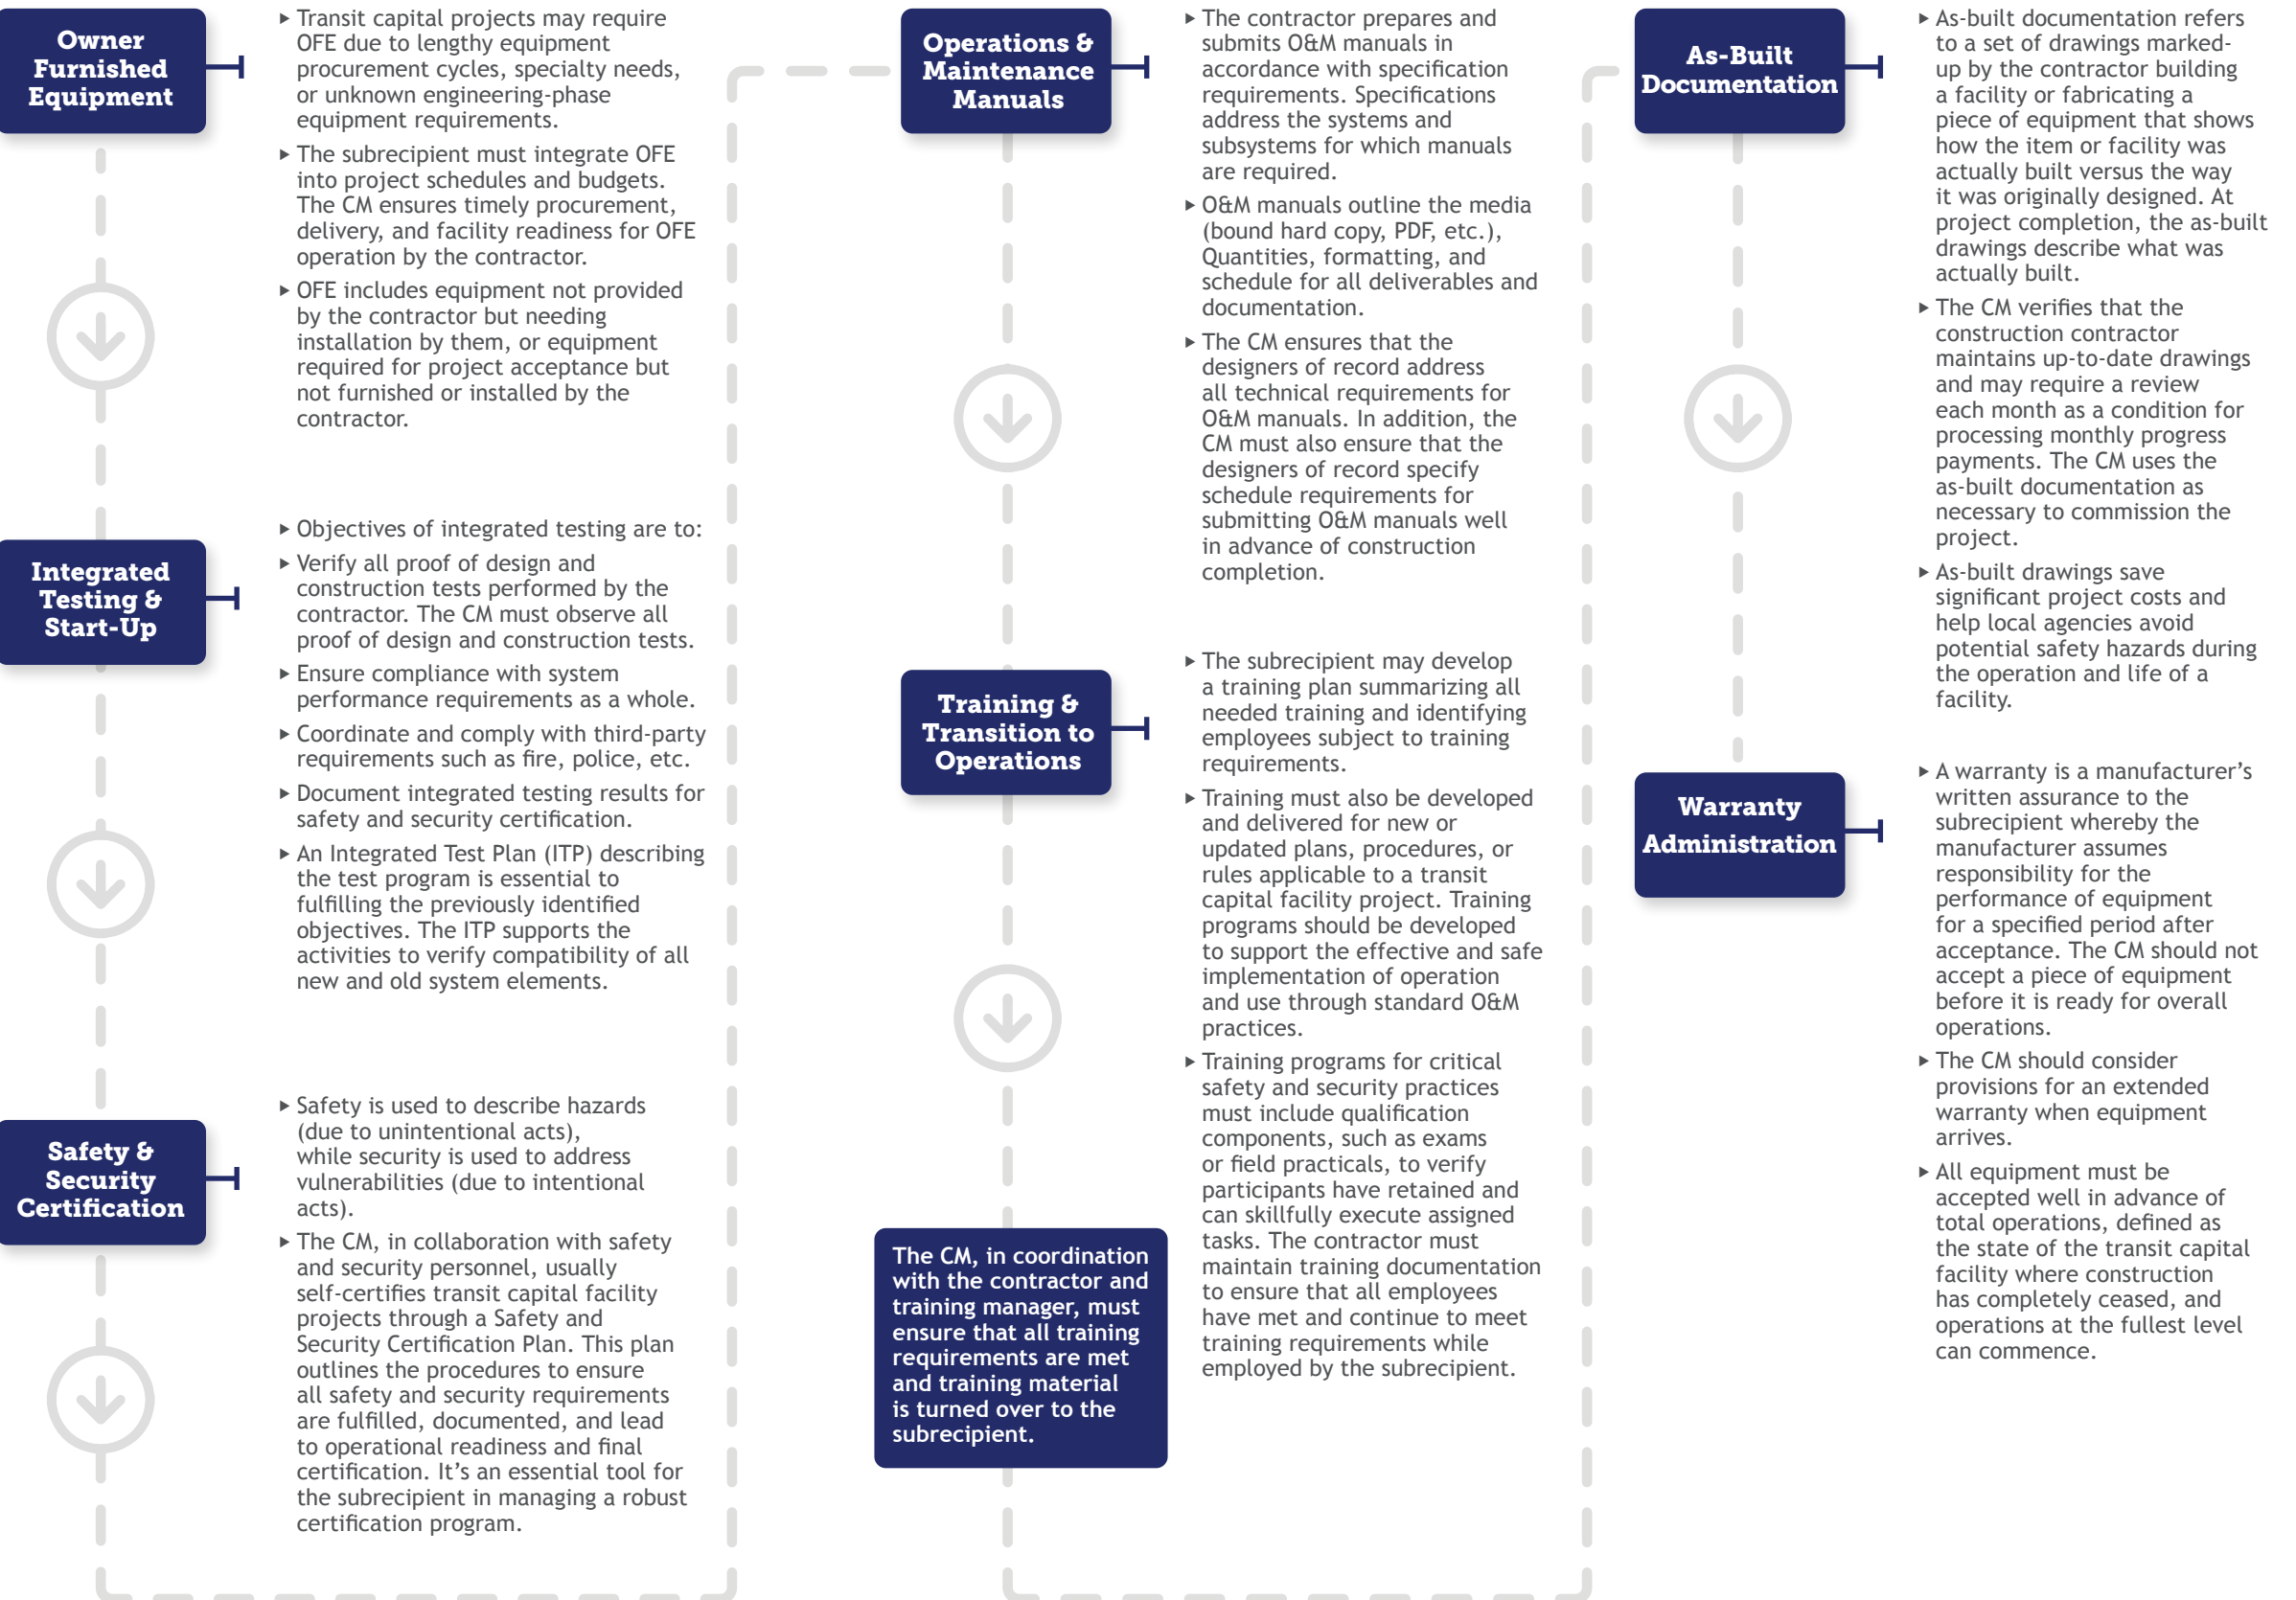 Owner
Furnished
Equipment
▸ Transit capital projects may require
OFE due to lengthy equipment
procurement cycles, specialty needs,
or unknown engineering-phase
equipment requirements.
▸ The subrecipient must integrate OFE
into project schedules and budgets.
The CM ensures timely procurement,
delivery, and facility readiness for OFE
operation by the contractor.
▸ OFE includes equipment not provided
by the contractor but needing
installation by them, or equipment
required for project acceptance but
not furnished or installed by the
contractor.
Integrated
Testing &
Start-Up
▸ Objectives of integrated testing are to:
▸ Verify all proof of design and
construction tests performed by the
contractor. The CM must observe all
proof of design and construction tests.
▸ Ensure compliance with system
performance requirements as a whole.
▸ Coordinate and comply with third-party
requirements such as fire, police, etc.
▸ Document integrated testing results for
safety and security certification.
▸ An Integrated Test Plan (ITP) describing
the test program is essential to
fulfilling the previously identified
objectives. The ITP supports the
activities to verify compatibility of all
new and old system elements.
Safety &
Security
Certification
▸ Safety is used to describe hazards
(due to unintentional acts),
while security is used to address
vulnerabilities (due to intentional
acts).
▸ The CM, in collaboration with safety
and security personnel, usually
self-certifies transit capital facility
projects through a Safety and
Security Certification Plan. This plan
outlines the procedures to ensure
all safety and security requirements
are fulfilled, documented, and lead
to operational readiness and final
certification. It's an essential tool for
the subrecipient in managing a robust
certification program.
Operations &
Maintenance
Manuals
▸ The contractor prepares and
submits O&M manuals in
accordance with specification
requirements. Specifications
address the systems and
subsystems for which manuals
are required.
▸ O&M manuals outline the media
(bound hard copy, PDF, etc.),
Quantities, formatting, and
schedule for all deliverables and
documentation.
▸ The CM ensures that the
designers of record address
all technical requirements for
O&M manuals. In addition, the
CM must also ensure that the
designers of record specify
schedule requirements for
submitting O&M manuals well
in advance of construction
completion.
Training &
Transition to
Operations
▸ The subrecipient may develop
a training plan summarizing all
needed training and identifying
employees subject to training
requirements.
▸ Training must also be developed
and delivered for new or
updated plans, procedures, or
rules applicable to a transit
capital facility project. Training
programs should be developed
to support the effective and safe
implementation of operation
and use through standard O&M
practices.
▸ Training programs for critical
safety and security practices
must include qualification
components, such as exams
or field practicals, to verify
participants have retained and
can skillfully execute assigned
tasks. The contractor must
maintain training documentation
to ensure that all employees
have met and continue to meet
training requirements while
employed by the subrecipient.
The CM, in coordination
with the contractor and
training manager, must
ensure that all training
requirements are met
and training material
is turned over to the
subrecipient.
As-Built
Documentation
▸ As-built documentation refers
to a set of drawings marked-
up by the contractor building
a facility or fabricating a
piece of equipment that shows
how the item or facility was
actually built versus the way
it was originally designed. At
project completion, the as-built
drawings describe what was
actually built.
▸ The CM verifies that the
construction contractor
maintains up-to-date drawings
and may require a review
each month as a condition for
processing monthly progress
payments. The CM uses the
as-built documentation as
necessary to commission the
project.
▸ As-built drawings save
significant project costs and
help local agencies avoid
potential safety hazards during
the operation and life of a
facility.
Warranty
Administration
▸ A warranty is a manufacturer's
written assurance to the
subrecipient whereby the
manufacturer assumes
responsibility for the
performance of equipment
for a specified period after
acceptance. The CM should not
accept a piece of equipment
before it is ready for overall
operations.
▸ The CM should consider
provisions for an extended
warranty when equipment
arrives.
▸ All equipment must be
accepted well in advance of
total operations, defined as
the state of the transit capital
facility where construction
has completely ceased, and
operations at the fullest level
can commence.